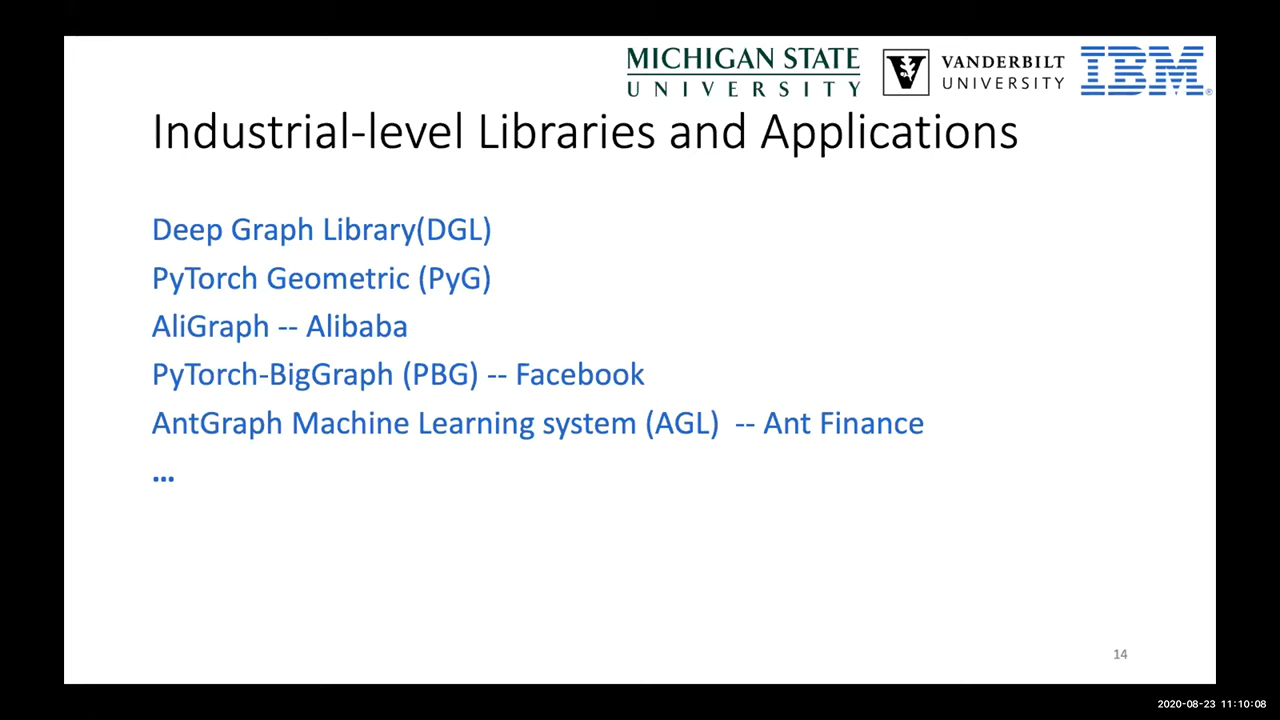 MICHIGAN STATE
UNIVERSITY
VANDERBILT
UNIVERSITY
IBM®
Industrial-level Libraries and Applications
Deep Graph Library(DGL)
PyTorch Geometric (PyG)
AliGraph -- Alibaba
PyTorch-BigGraph (PBG) -- Facebook
AntGraph Machine Learning system (AGL)  -- Ant Finance
...
14
2020-08-23 11:10:08